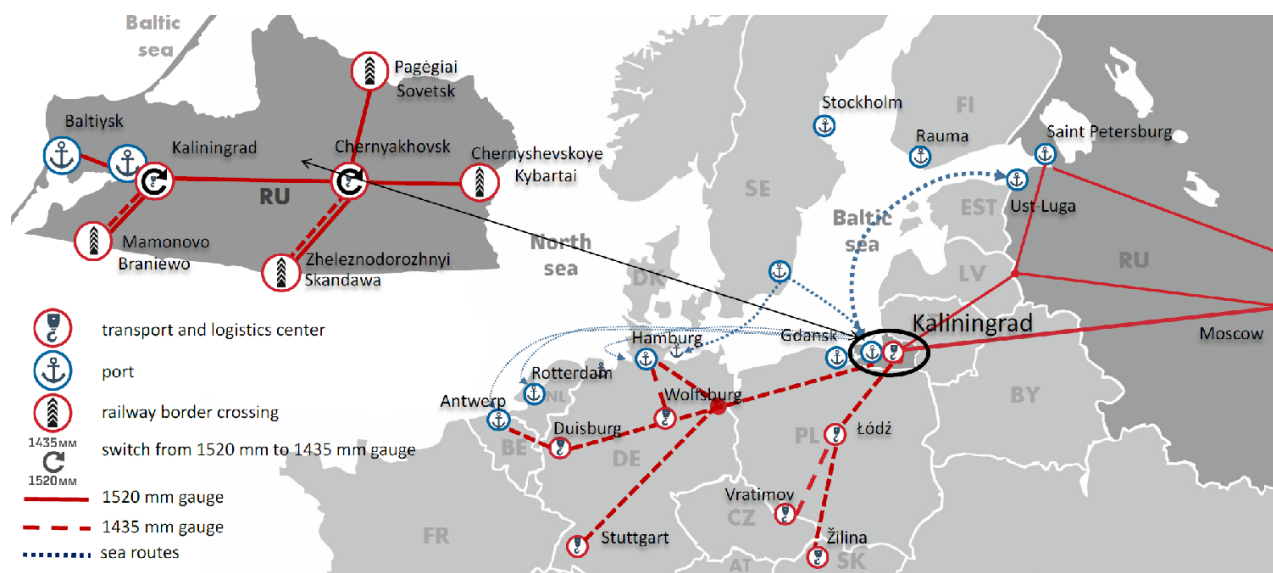 Baltic
sea
Pagėgiai
Sovetsk
Baltiysk
Kaliningrad
Chernyakhovsk
Chernyshevskoye
Kybartai
RU
Mamonovo
Braniewo
Zheleznodorozhnyi
Skandawa
transport and logistics center
port
railway border crossing
1435мм
switch from 1520 mm to 1435 mm gauge
1520мм
1520 mm gauge
1435 mm gauge
sea routes
Stockholm
FI
Rauma
Saint Petersburg
SE
Ust-Luga
EST
Baltic
sea
North
sea
LV
RU
DK
Kaliningrad
Moscow
Hamburg
Gdansk
Rotterdam
NL
Antwerp
Wolfsburg
BY
Duisburg
BE
DE
PL
Łódź
Vratimov
CZ
FR
Stuttgart
Žilina
AT
SK